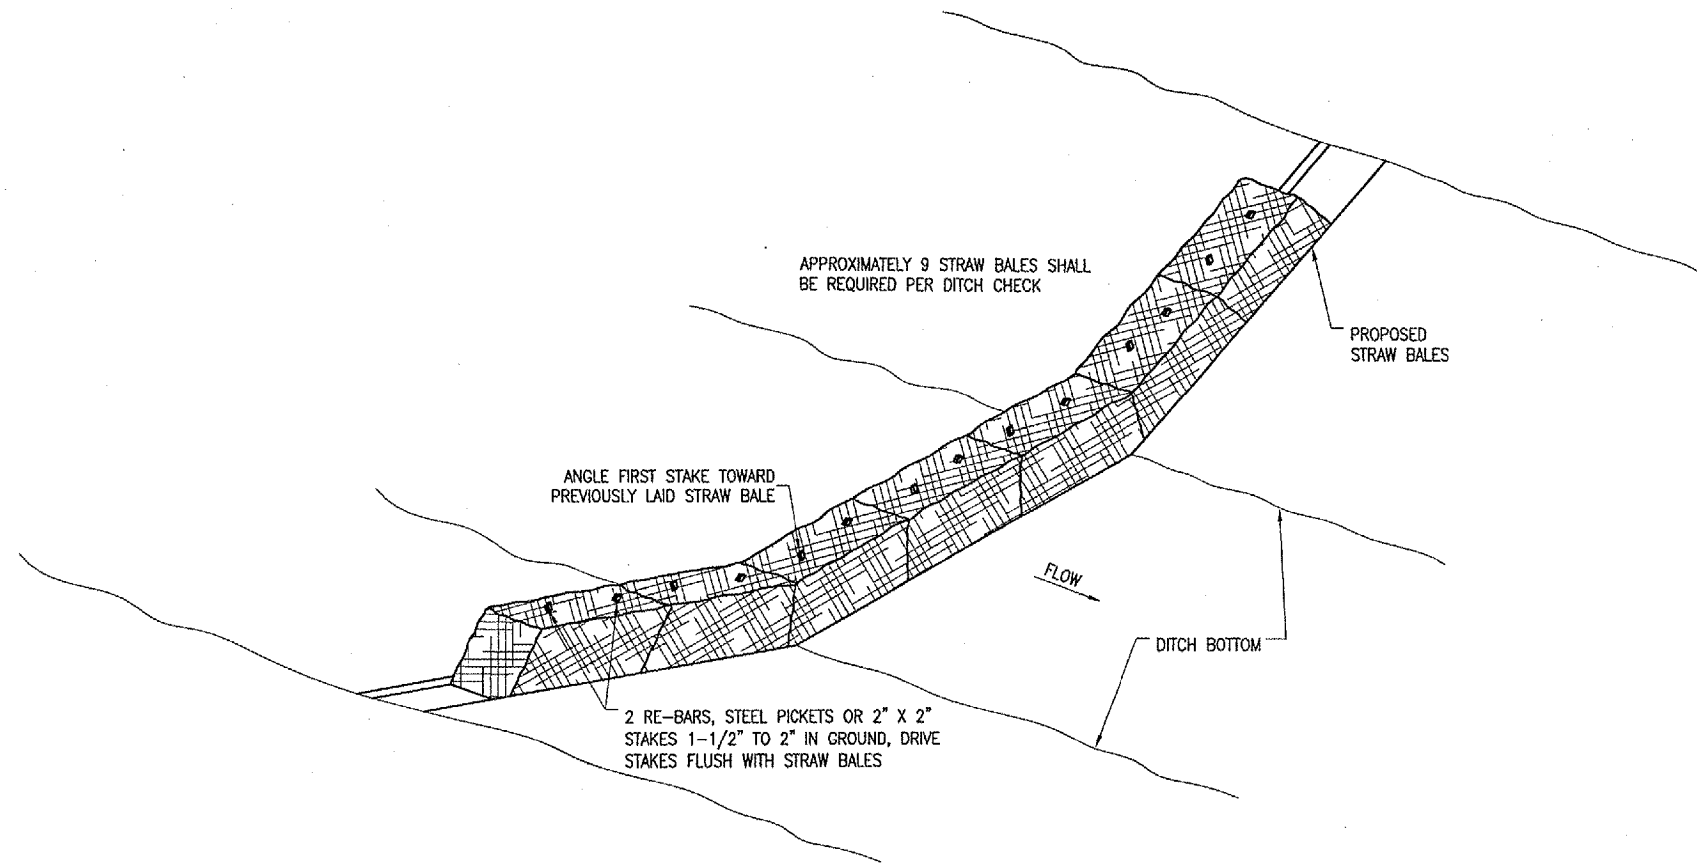 APPROXIMATELY 9 STRAW BALES SHALL
BE REQUIRED PER DITCH CHECK
PROPOSED
STRAW BALES
ANGLE FIRST STAKE TOWARD
PREVIOUSLY LAID STRAW BALE
FLOW
DITCH BOTTOM
2 RE-BARS, STEEL PICKETS OR 2" X 2"
STAKES 1-1/2" TO 2" IN GROUND, DRIVE
STAKES FLUSH WITH STRAW BALES